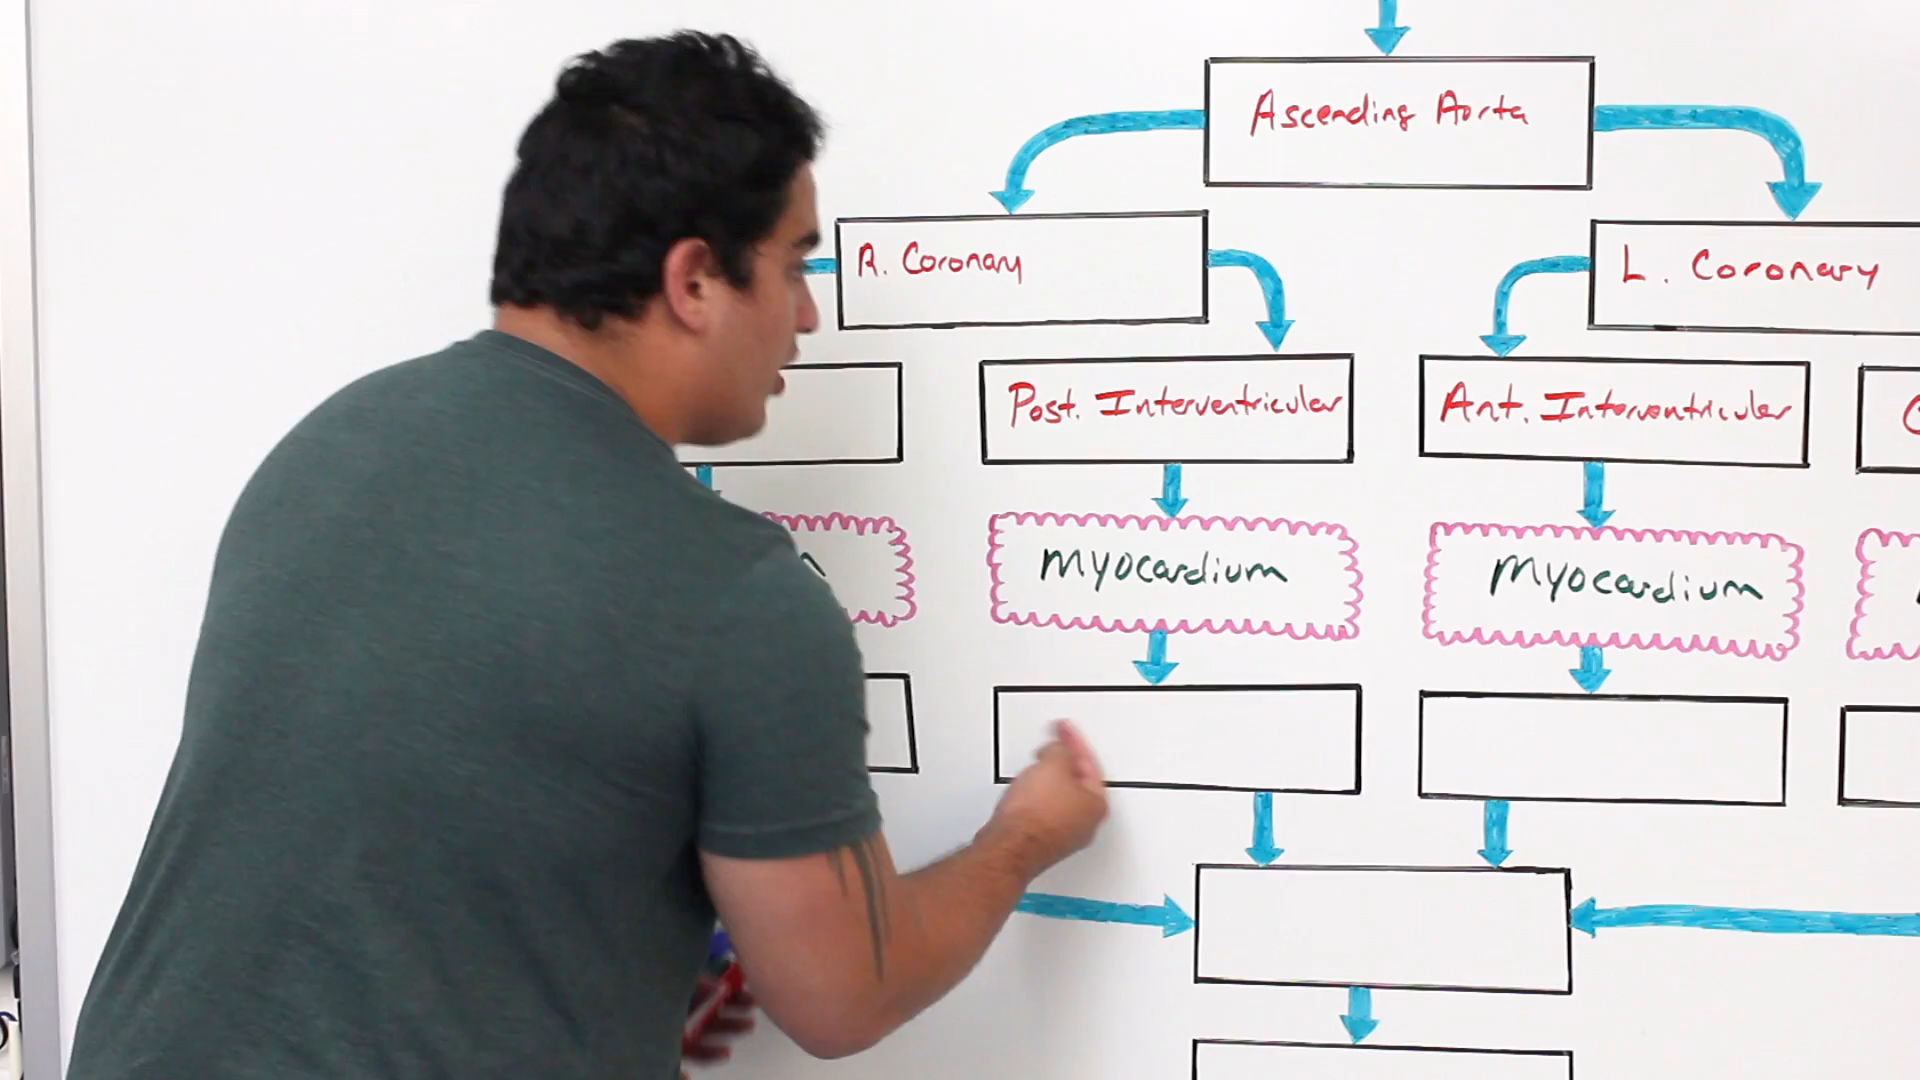 Ascending Aorta
R. Coronary
L. Coronary
Post. Interventricular
Ant. Interventricular
Myocardium
Myocardium